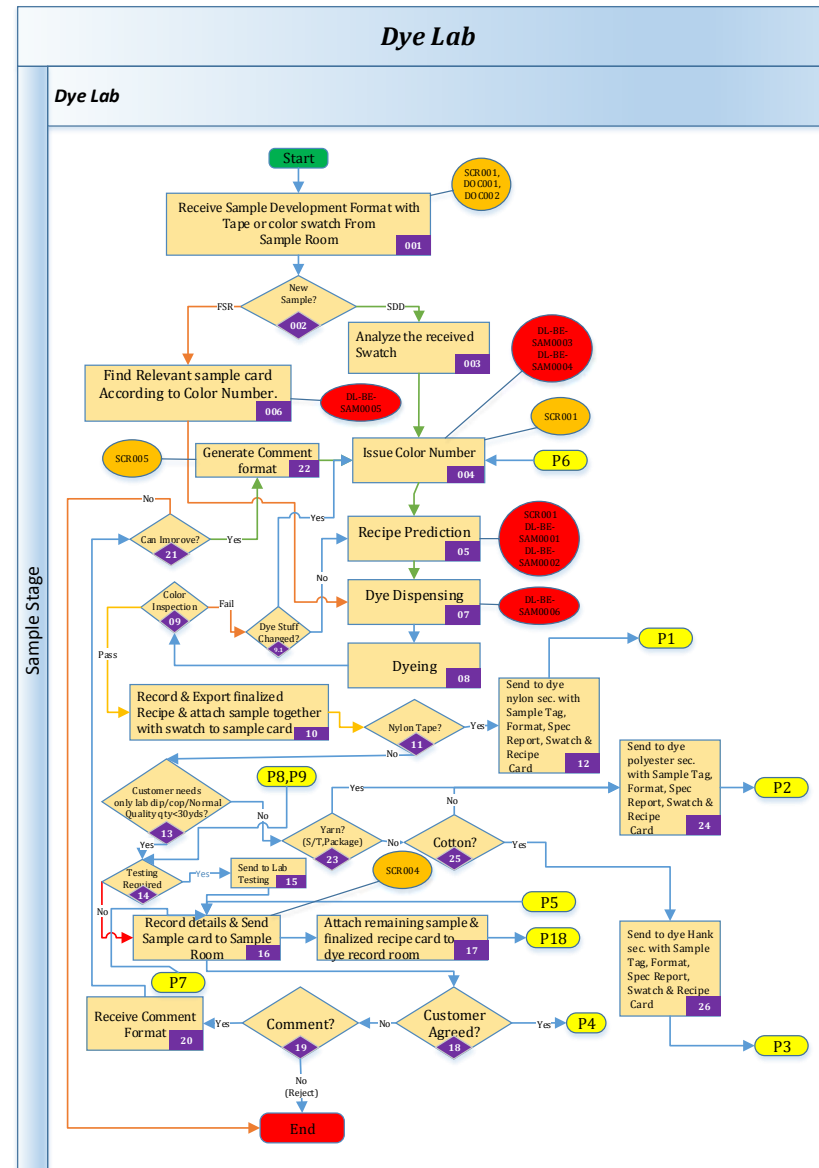 Dye Lab
Dye Lab
Sample Stage
Start
SCR001,
DOC001,
DOC002
Receive Sample Development Format with
Tape or color swatch From
Sample Room
001
New
Sample?
002
FSR
SDD
Analyze the received
Swatch
003
DL-BE-
SAM0003
DL-BE-
SAM0004
Find Relevant sample card
According to Color Number.
006
DL-BE-
SAM0005
SCR001
SCR005
Generate Comment
format
22
Issue Color Number
004
P6
No
Can Improve?
21
Yes
Yes
Recipe Prediction
05
SCR001
DL-BE-
SAM0001
DL-BE-
SAM0002
No
Color
Inspection
09
Fail
Dye Stuff
Changed?
9.1
Dye Dispensing
07
DL-BE-
SAM0006
Pass
Dyeing
08
P1
Record & Export finalized
Recipe & attach sample together
with swatch to sample card
10
Nylon Tape?
11
Yes
No
Send to dye
nylon sec. with
Sample Tag,
Format, Spec
Report, Swatch &
Recipe
Card
12
Send to dye
polyester sec.
with Sample Tag,
Format, Spec
Report, Swatch &
Recipe
Card
24
P2
P8,P9
Customer needs
only lab dip/cop/Normal
Quality qty<30yds?
13
No
Yes
Yes
Yarn?
(S/T,Package)
23
No
No
Cotton?
25
Yes
Testing
Required
14
Yes
Send to Lab
Testing
15
SCR004
No
P5
Record details & Send
Sample card to Sample
Room
16
Attach remaining sample &
finalized recipe card to
dye record room
17
P18
P7
Send to dye Hank
sec. with Sample
Tag, Format,
Spec Report,
Swatch & Recipe
Card
26
P3
Receive Comment
Format
20
Yes
Comment?
19
No
Customer
Agreed?
18
Yes
P4
No
(Reject)
End